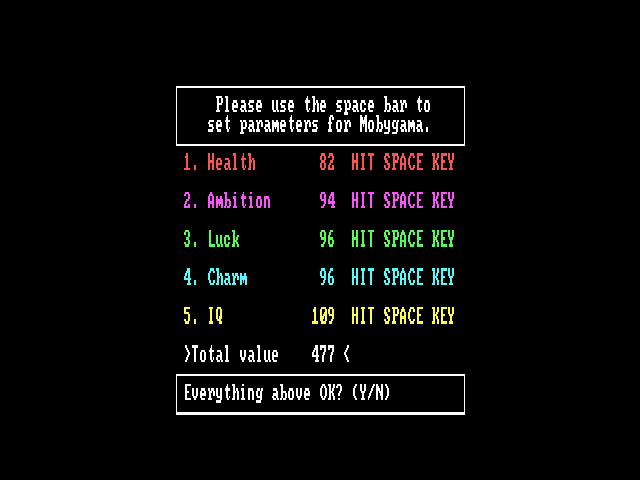 Please use the space bar to
set parameters for Mobygama.
1. Health 82 HIT SPACE KEY
2. Ambition 94 HIT SPACE KEY
3. Luck 96 HIT SPACE KEY
4. Charm 96 HIT SPACE KEY
5. IQ 109 HIT SPACE KEY
>Total value 477 <
Everything above OK? (Y/N)